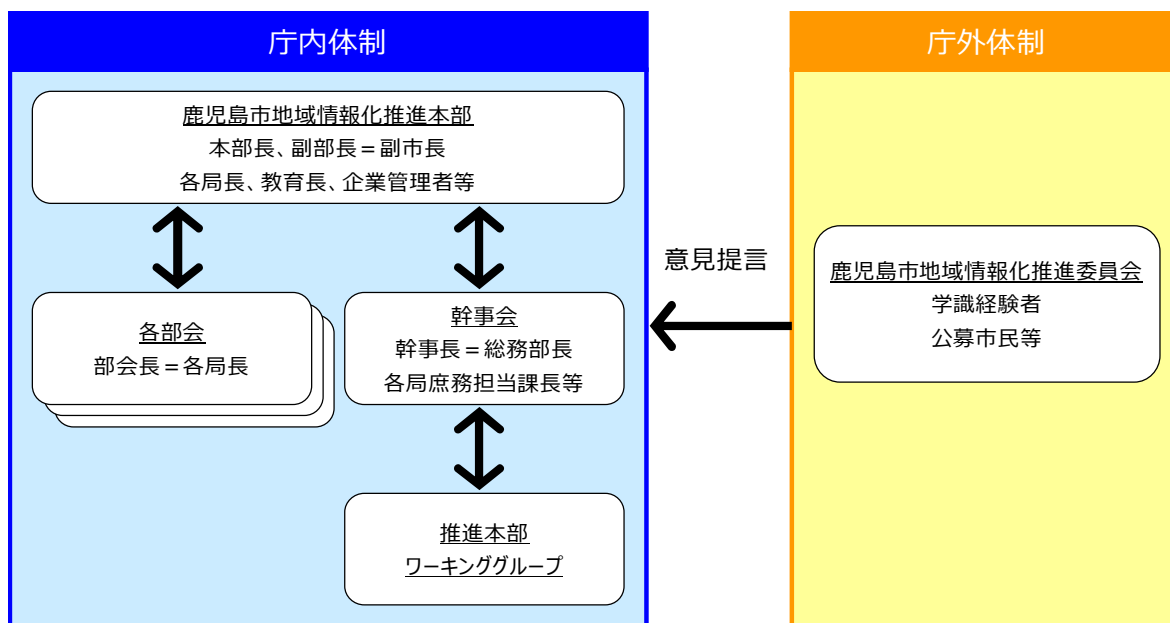 庁内体制
鹿児島市地域情報化推進本部
本部長、副部長＝副市長
各局長、教育長、企業管理者等
各部会
部会長＝各局長
幹事会
幹事長＝総務部長
各局庶務担当課長等
推進本部
ワーキンググループ
意見提言
庁外体制
鹿児島市地域情報化推進委員会
学識経験者
公募市民等